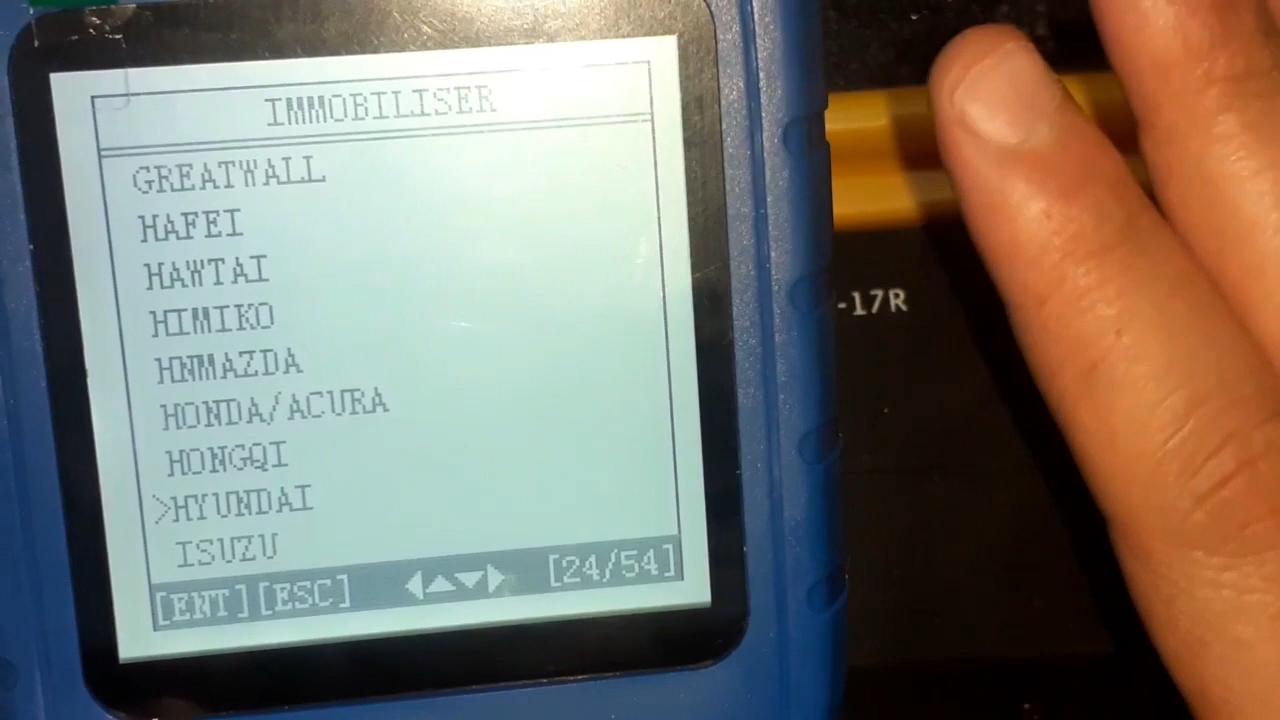 IMMOBILISER
GREATWALL
HAFEI
HAWTAI
HIMIKO
HNMAZDA
HONDA/ACURA
HONGQI
>HYUNDAI
ISUZU
[ENT][ESC] [24/54]
-17R